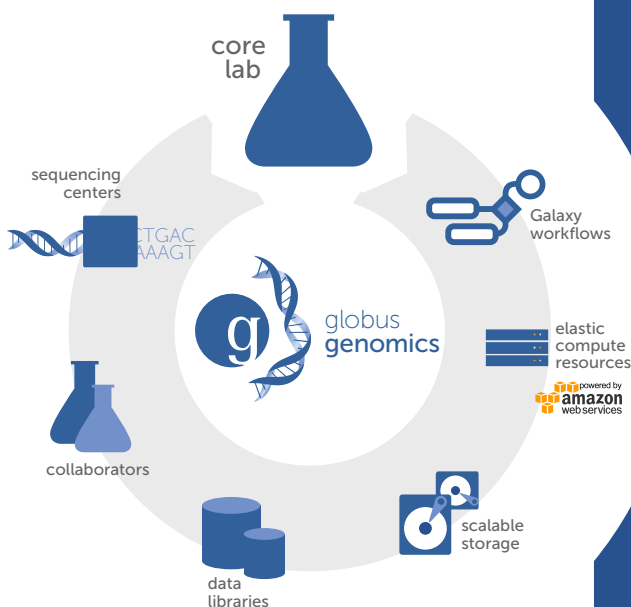 core
lab
sequencing
centers
CTGAC
AAAGT
Galaxy
workflows
g
globus
genomics
elastic
compute
resources
powered by
amazon
webservices
collaborators
scalable
storage
data
libraries